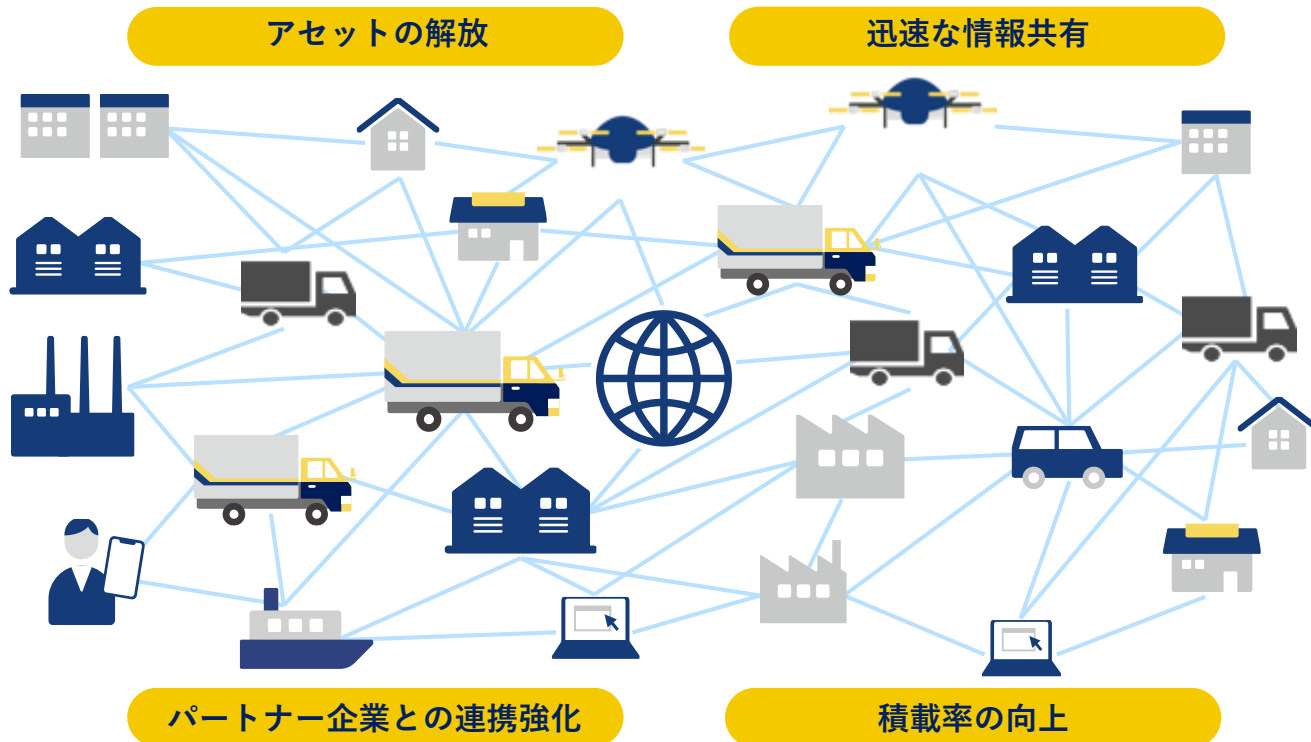 アセットの解放
迅速な情報共有
パートナー企業との連携強化
積載率の向上